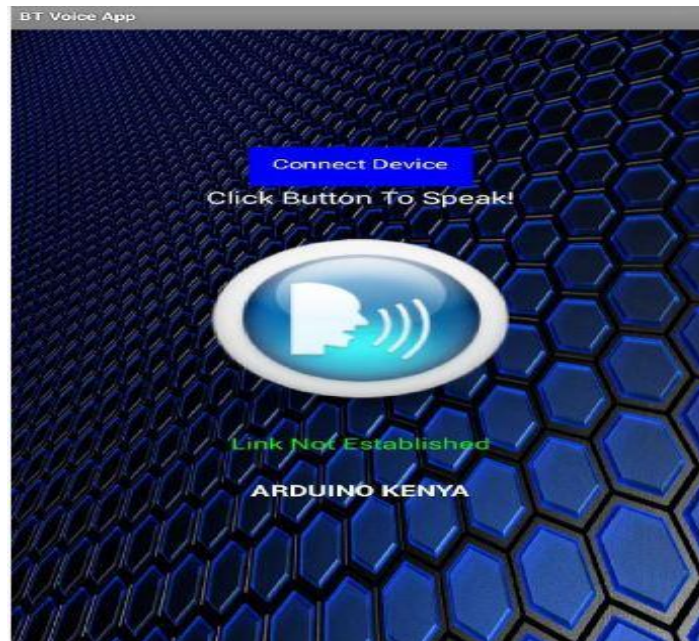 BT Voice App
Connect Device
Click Button To Speak!
Link Not Established
ARDUINO KENYA